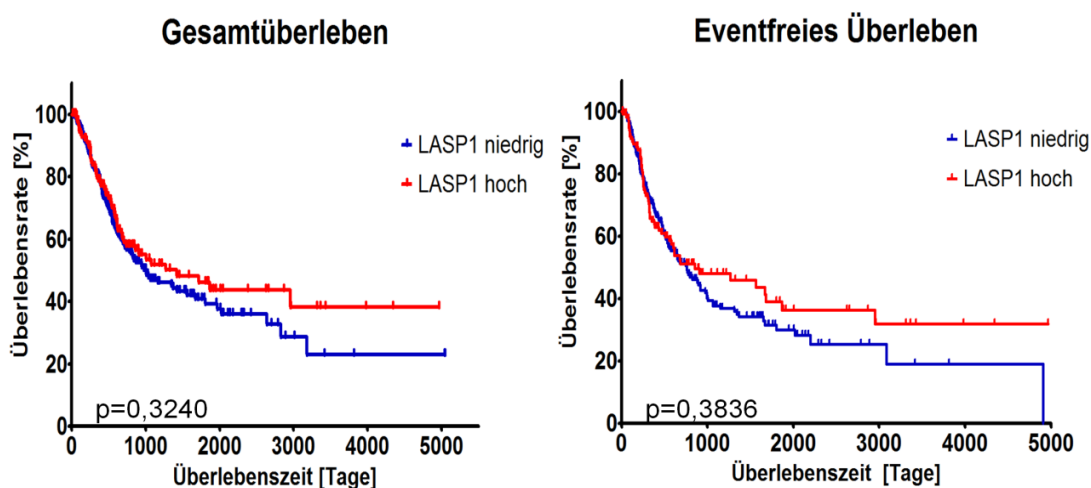 Gesamtüberleben
Überlebensrate [%]
100
80
60
40
20
0
LASP1 niedrig
LASP1 hoch
p=0,3240
0 1000 2000 3000 4000 5000
Überlebenszeit [Tage]
Eventfreies Überleben
Überlebensrate [%]
100
80
60
40
20
0
LASP1 niedrig
LASP1 hoch
p=0,3836
0 1000 2000 3000 4000 5000
Überlebenszeit [Tage]